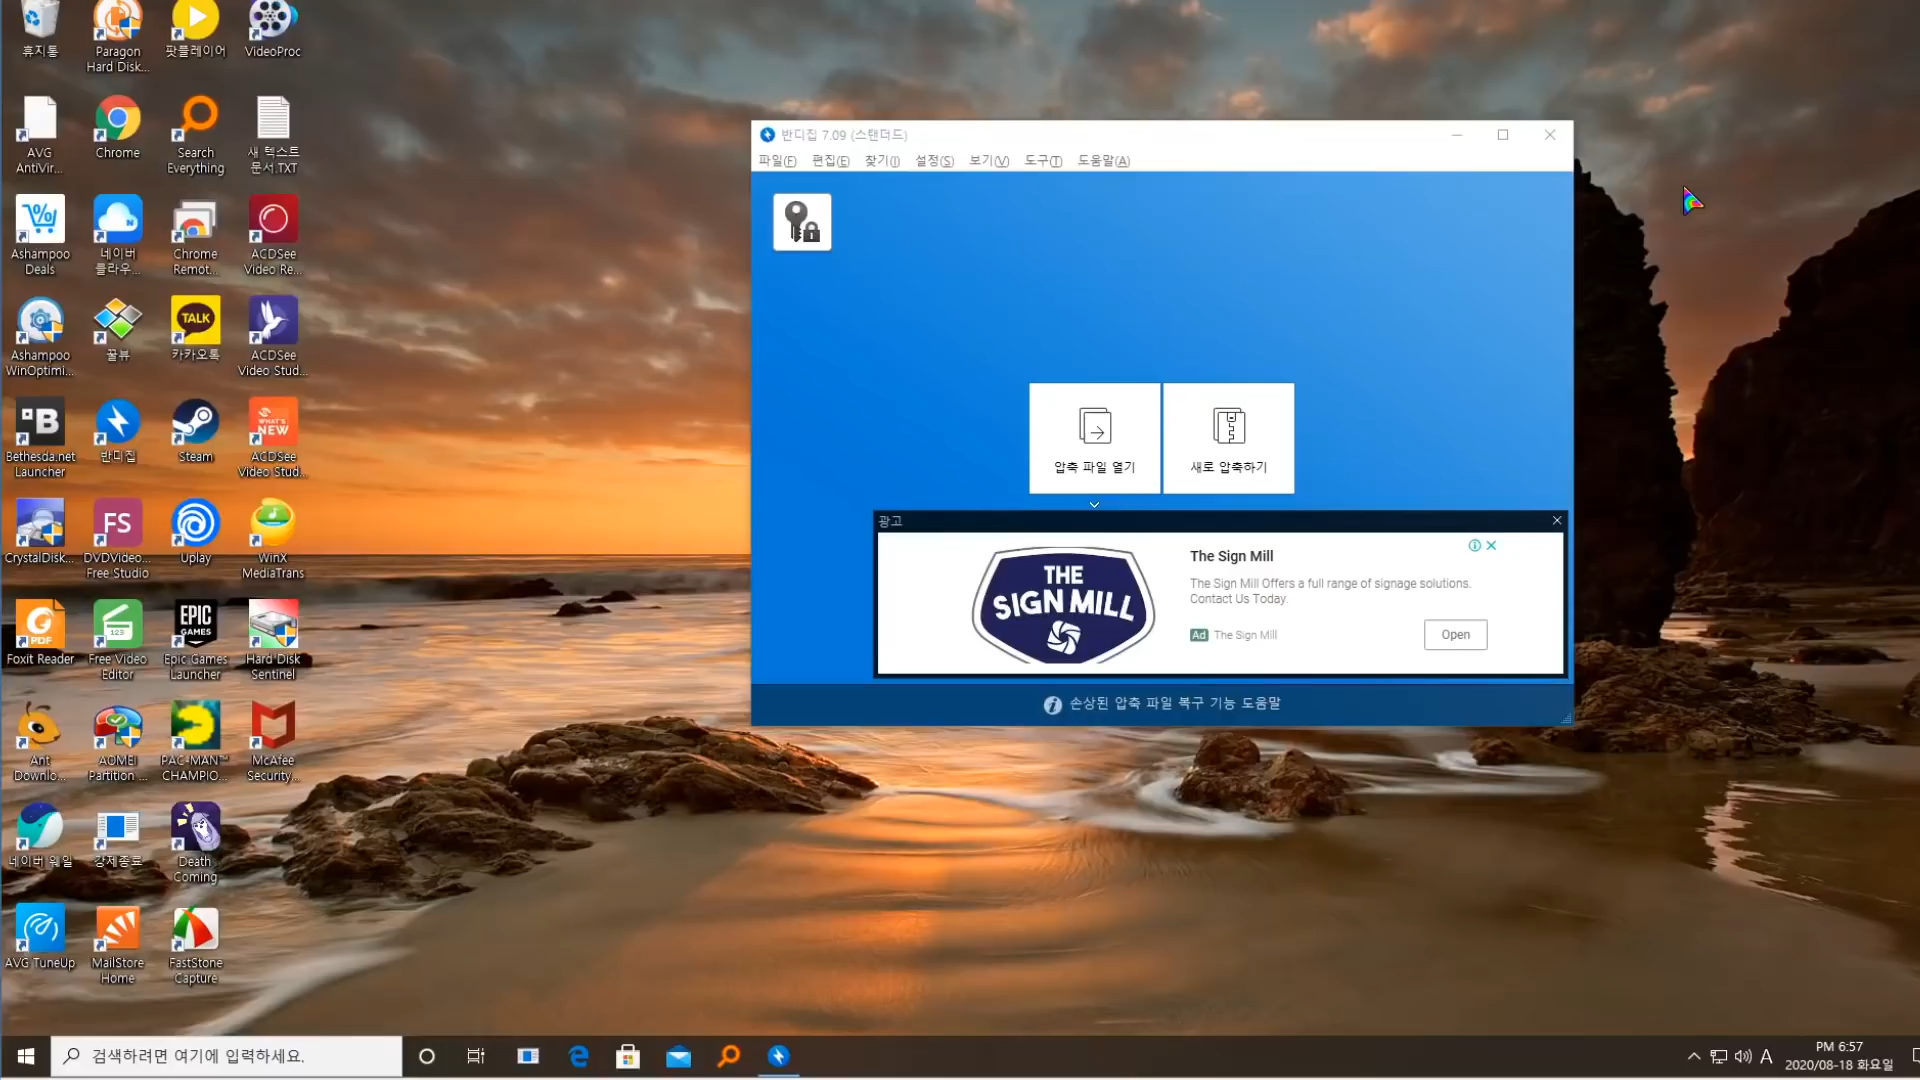 휴지통
Paragon
Hard Disk...
팟플레이어
VideoProc
AVG
AntiVir...
Chrome
Search
Everything
새 텍스트
문서.TXT
Ashampoo
Deals
네이버
클라우...
Chrome
Remot...
ACDSee
Video Re...
Ashampoo
WinOptimi...
꿀뷰
TALK
카카오톡
ACDSee
Video Stud...
B
Bethesda.net
Launcher
반디집
Steam
WHAT'S
NEW
ACDSee
Video Stud...
CrystalDisk...
FS
DVDVideo...
Free Studio
Uplay
WinX
MediaTrans
PDF
Foxit Reader
123
Free Video
Editor
EPIC
GAMES
Epic Games
Launcher
Hard Disk
Sentinel
Ant
Downlo...
AOMEI
Partition ...
PAC-MAN™
CHAMPIO...
McAfee
Security...
네이버 웨일
강제종료
Death
Coming
AVG TuneUp
MailStore
Home
FastStone
Capture
반디집 7.09 (스탠더드)
파일(F) 편집(E) 찾기(I) 설정(S) 보기(V) 도구(T) 도움말(A)
압축 파일 열기
새로 압축하기
광고
THE
SIGN MILL
The Sign Mill
The Sign Mill Offers a full range of signage solutions.
Contact Us Today.
Ad The Sign Mill
Open
손상된 압축 파일 복구 기능 도움말
검색하려면 여기에 입력하세요.
A
PM 6:57
2020/08-18 화요일